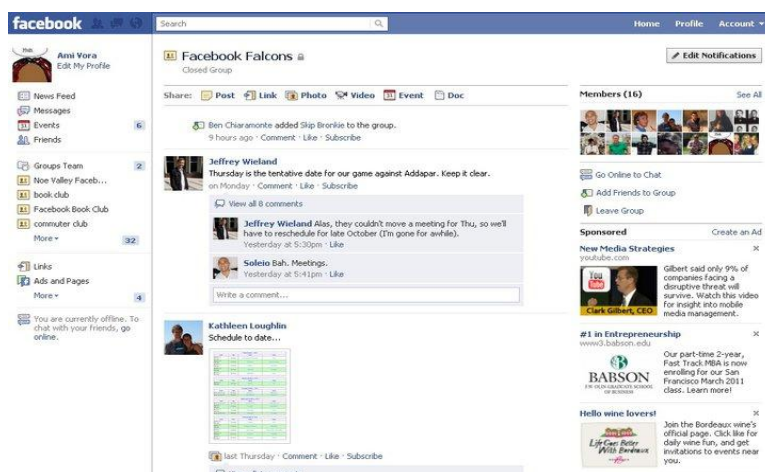 facebook
Search
Home Profile Account
Ami Vora
Edit My Profile
News Feed
Messages
Events 6
Friends
Groups Team 2
Noe Valley Faceb...
book club
Facebook Book Club
commuter club
More 32
Links
Ads and Pages
More 4
You are currently offline. To
chat with your friends, go
online.
Facebook Falcons
Closed Group
Share: Post Link Photo Video Event Doc
Ben Chiaramonte added Skip Bronkie to the group.
9 hours ago · Comment · Like · Subscribe
Jeffrey Wieland
Thursday is the tentative date for our game against Addapar. Keep it clear.
on Monday · Comment · Like · Subscribe
View all 8 comments
Jeffrey Wieland Alas, they couldn't move a meeting for Thu, so we'll
have to reschedule for late October (I'm gone for awhile).
Yesterday at 5:30pm · Like
Soleio Bah. Meetings.
Yesterday at 5:41pm · Like
Write a comment...
Kathleen Loughlin
Schedule to date...
last Thursday · Comment · Like · Subscribe
Edit Notifications
Members (16) See All
Go Online to Chat
Add Friends to Group
Leave Group
Sponsored Create an Ad
New Media Strategies
youtube.com
You
Tube
Clark Gilbert, CEO
Gilbert said only 9% of
companies facing a
disruptive threat will
survive. Watch this video
for insight into mobile
media management.
#1 in Entrepreneurship
www3.babson.edu
BABSON
F.W. OLIN GRADUATE SCHOOL
OF BUSINESS
Our part-time 2-year,
Fast Track MBA is now
enrolling for our San
Francisco March 2011
class. Learn more!
Hello wine lovers!
Life Goes Better
With Bordeaux
Join the Bordeaux wine's
official page. Click like for
daily wine fun, and get
invitations to events near
you.